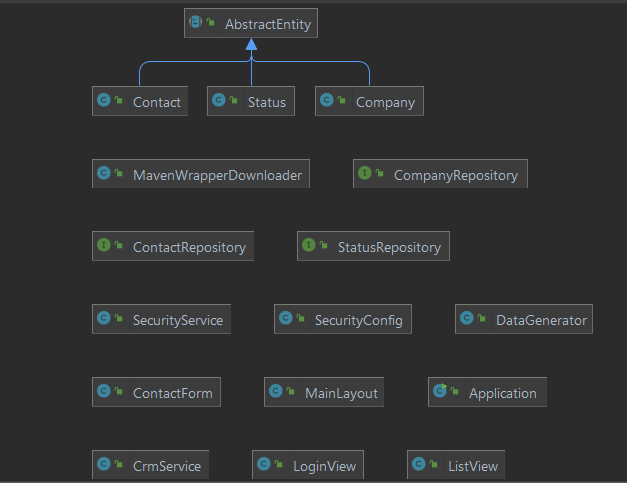 AbstractEntity
Contact Status Company
MavenWrapperDownloader CompanyRepository
ContactRepository StatusRepository
SecurityService SecurityConfig DataGenerator
ContactForm MainLayout Application
CrmService LoginView ListView